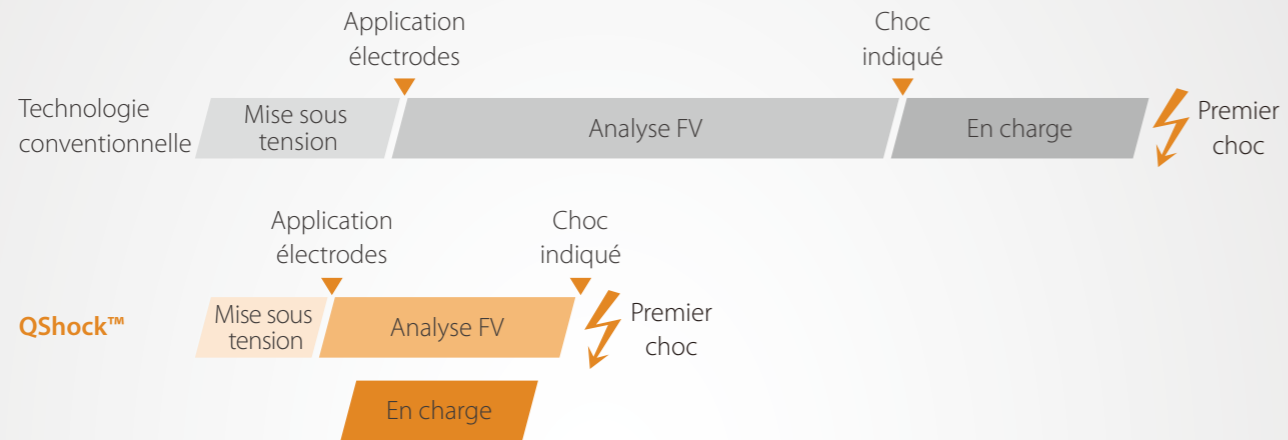 Application
électrodes
Choc
indiqué
Technologie
conventionnelle
Mise sous
tension
Analyse FV
En charge
Premier
choc
Application
électrodes
Choc
indiqué
QShock™
Mise sous
tension
Analyse FV
Premier
choc
En charge